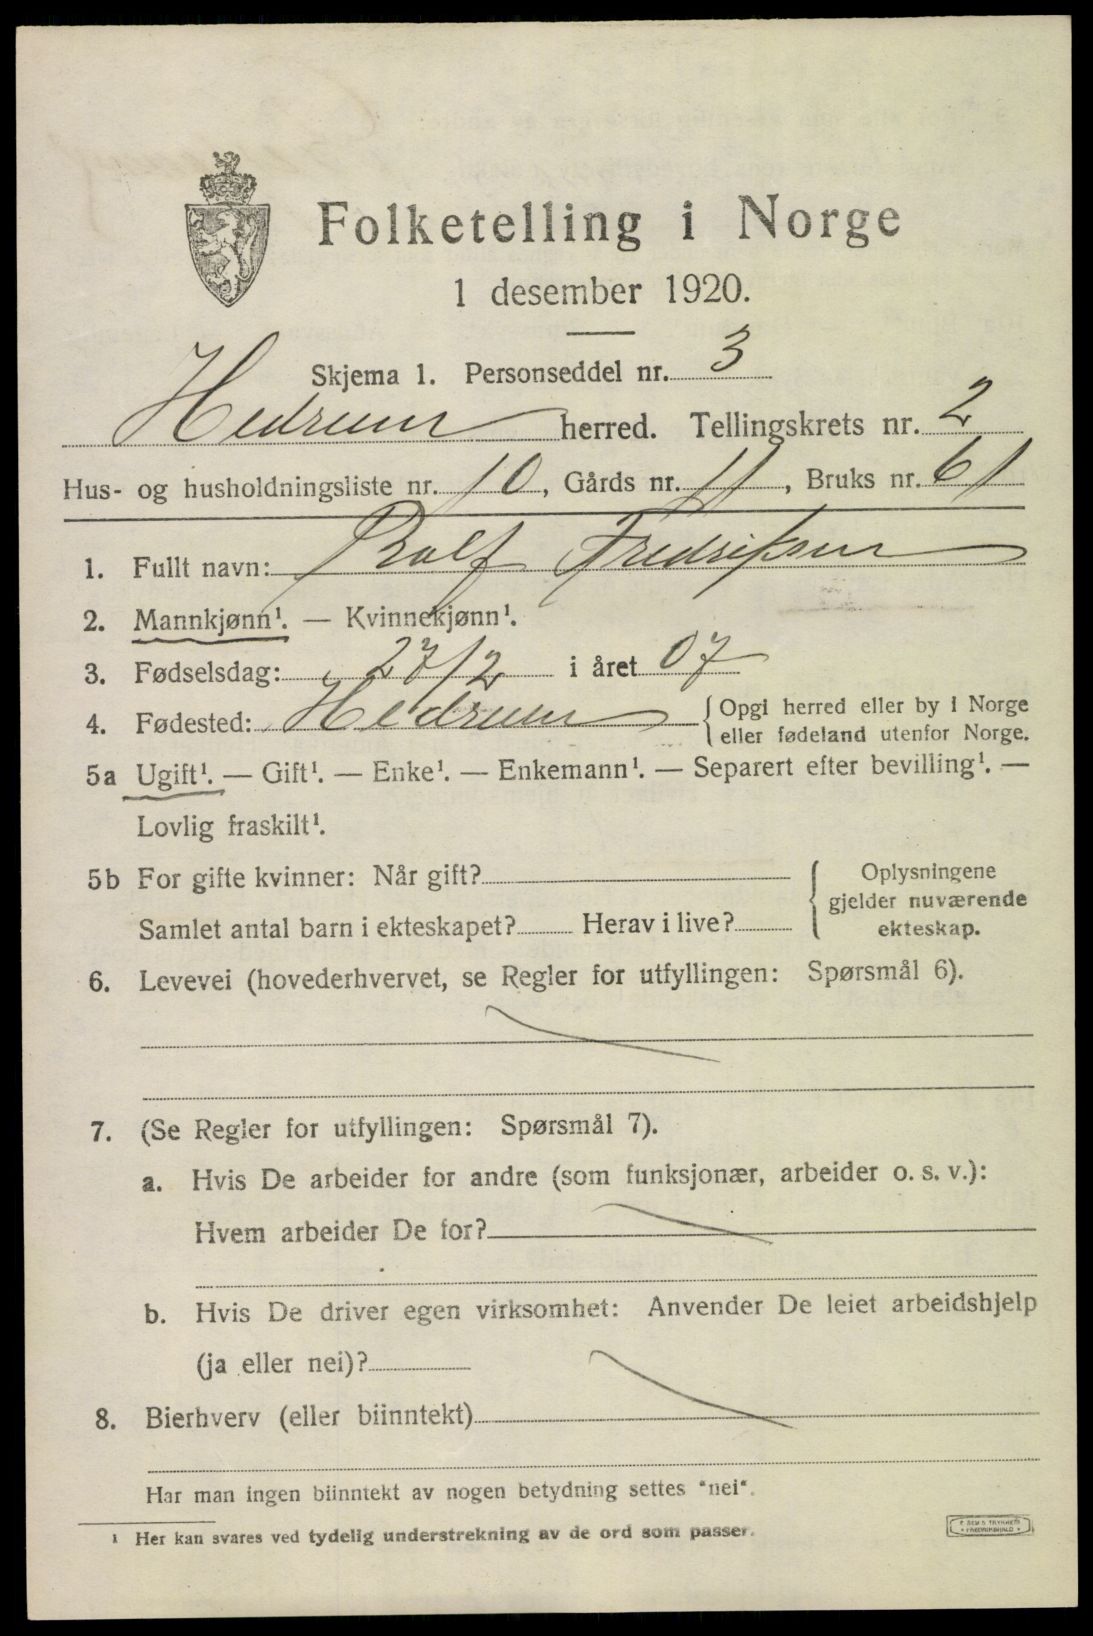 Folketelling i Norge
1 desember 1920.
Skjema 1. Personseddel nr. 3
Hedrum herred. Tellingskrets nr. 2
Hus- og husholdningsliste nr. 10, Gårds nr. 11, Bruks nr. 61
1. Fullt navn: Rolf Fredriksen
2. Mannkjønn¹. — Kvinnekjønn¹.
3. Fødselsdag: 27/2 i året 07
4. Fødested: Hedrum { Opgi herred eller by i Norge
eller fødeland utenfor Norge.
5a Ugift¹. — Gift¹. — Enke¹. — Enkemann¹. — Separert efter bevilling¹. —
Lovlig fraskilt¹.
5b For gifte kvinner: Når gift?
Samlet antal barn i ekteskapet? Herav i live?
Oplysningene
gjelder nuværende
ekteskap.
6. Levevei (hovederhvervet, se Regler for utfyllingen: Spørsmål 6).
7. (Se Regler for utfyllingen: Spørsmål 7).
a. Hvis De arbeider for andre (som funksjonær, arbeider o. s. v.):
Hvem arbeider De for?
b. Hvis De driver egen virksomhet: Anvender De leiet arbeidshjelp
(ja eller nei)?
8. Bierhverv (eller biinntekt)
Har man ingen biinntekt av nogen betydning settes "nei".
¹ Her kan svares ved tydelig understrekning av de ord som passer.